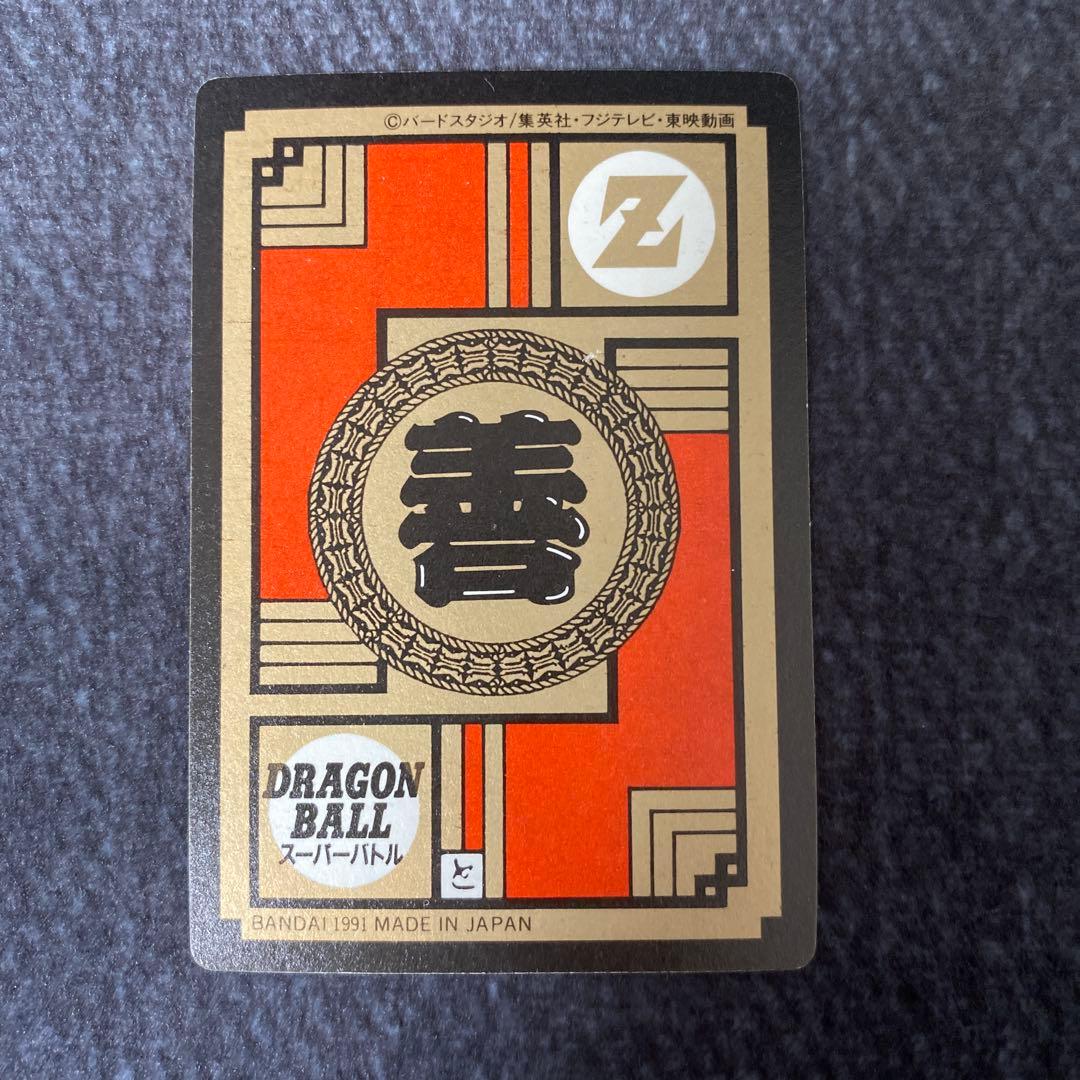 ©バードスタジオ/集英社・フジテレビ・東映動画
Z
善
DRAGON
BALL
スーパーバトル
と
BANDAI 1991 MADE IN JAPAN